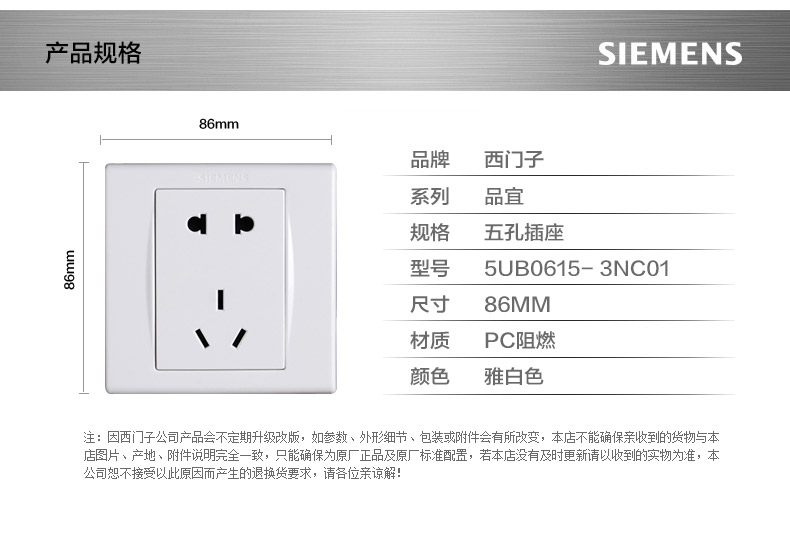 产品规格
SIEMENS
86mm
86mm
SIEMENS
品牌 西门子
系列 品宜
规格 五孔插座
型号 5UB0615- 3NC01
尺寸 86MM
材质 PC阻燃
颜色 雅白色
注：因西门子公司产品会不定期升级改版，如参数、外形细节、包装或附件会有所改变，本店不能确保亲收到的货物与本
店图片、产地、附件说明完全一致，只能确保为原厂正品及原厂标准配置，若本店没有及时更新请以收到的实物为准，本
公司恕不接受以此原因而产生的退换货要求，请各位亲谅解！